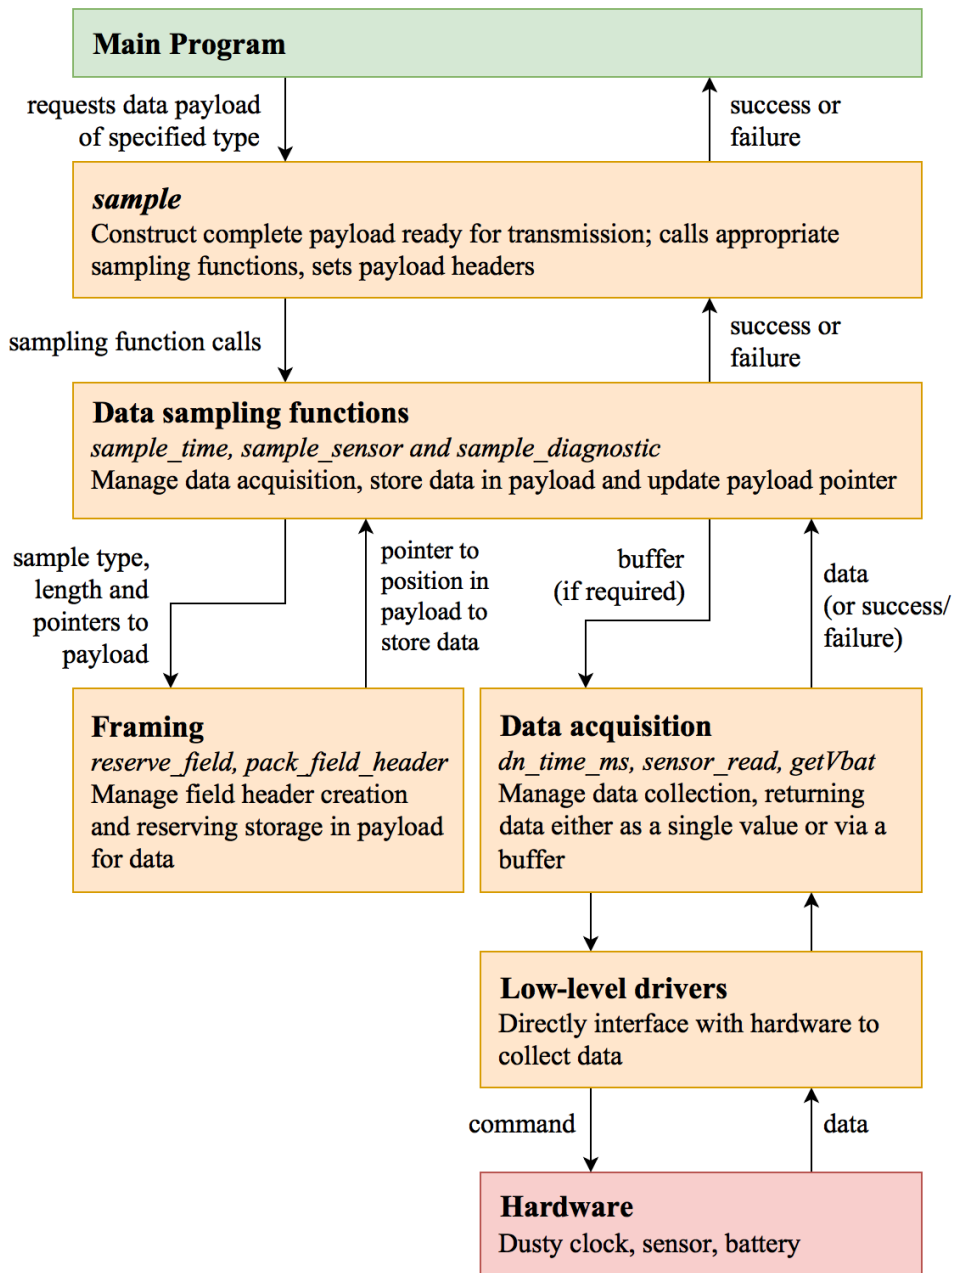 Main Program
requests data payload
of specified type
success or
failure
sample
Construct complete payload ready for transmission; calls appropriate
sampling functions, sets payload headers
sampling function calls
success or
failure
Data sampling functions
sample_time, sample_sensor and sample_diagnostic
Manage data acquisition, store data in payload and update payload pointer
sample type,
length and
pointers to
payload
pointer to
position in
payload to
store data
buffer
(if required)
data
(or success/
failure)
Framing
reserve_field, pack_field_header
Manage field header creation
and reserving storage in payload
for data
Data acquisition
dn_time_ms, sensor_read, getVbat
Manage data collection, returning
data either as a single value or via a
buffer
Low-level drivers
Directly interface with hardware to
collect data
command
data
Hardware
Dusty clock, sensor, battery